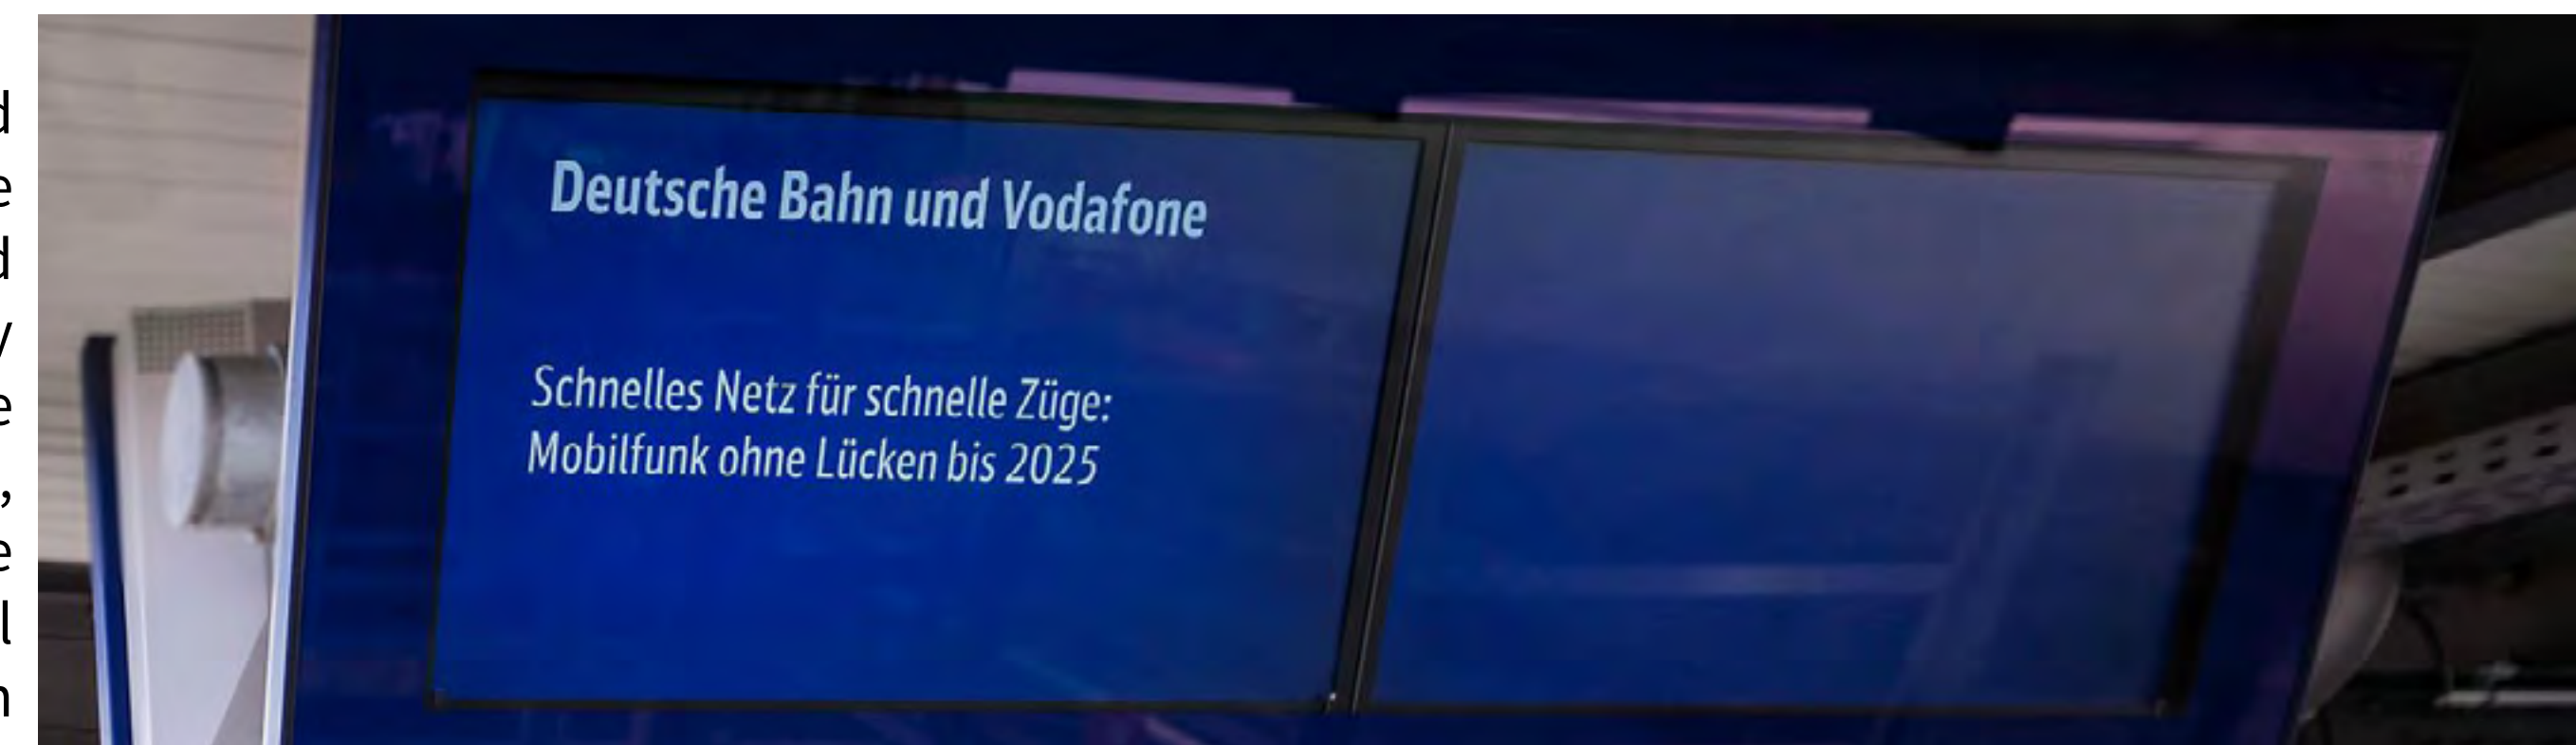 Deutsche Bahn und Vodafone
Schnelles Netz für schnelle Züge:
Mobilfunk ohne Lücken bis 2025